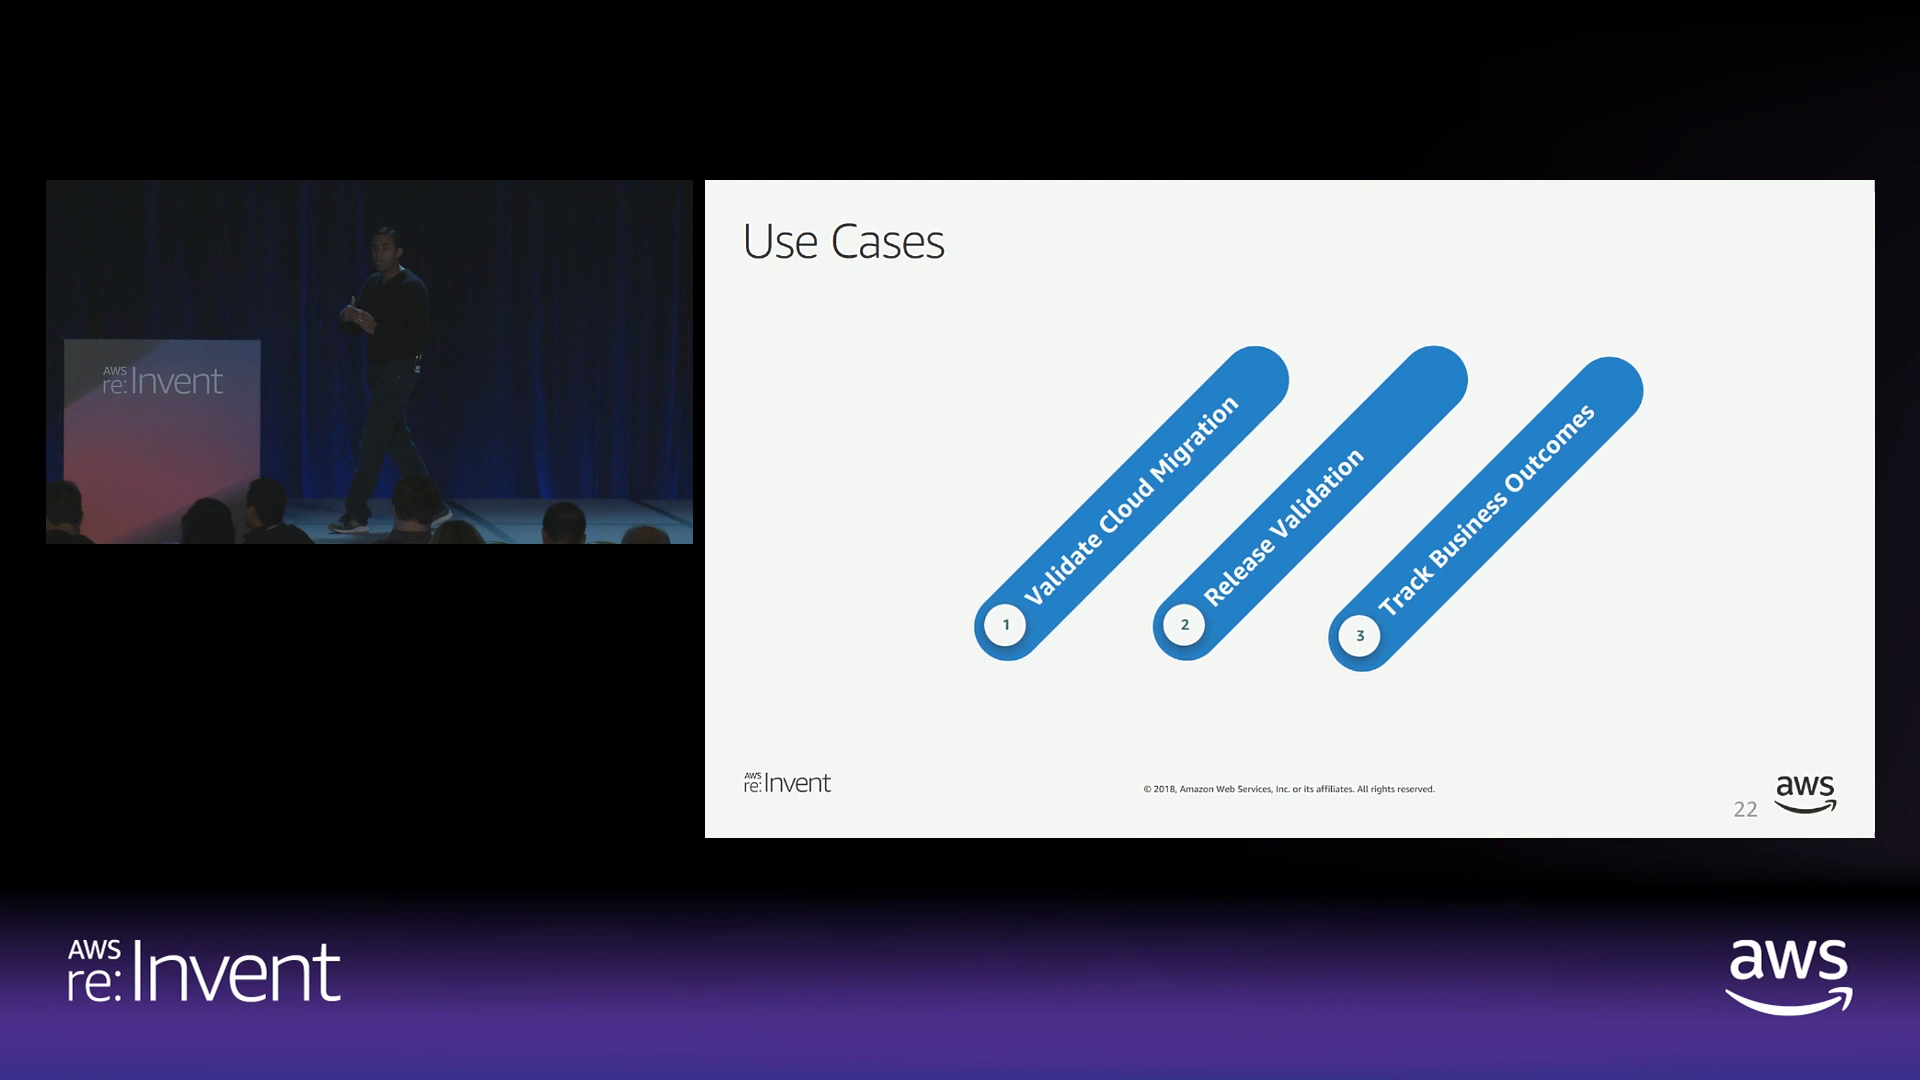 AWS
re:Invent
Use Cases
Validate Cloud Migration
1
Release Validation
2
Track Business Outcomes
3
AWS
re:Invent
© 2018, Amazon Web Services, Inc. or its affiliates. All rights reserved.
22
aws
AWS
re:Invent
aws